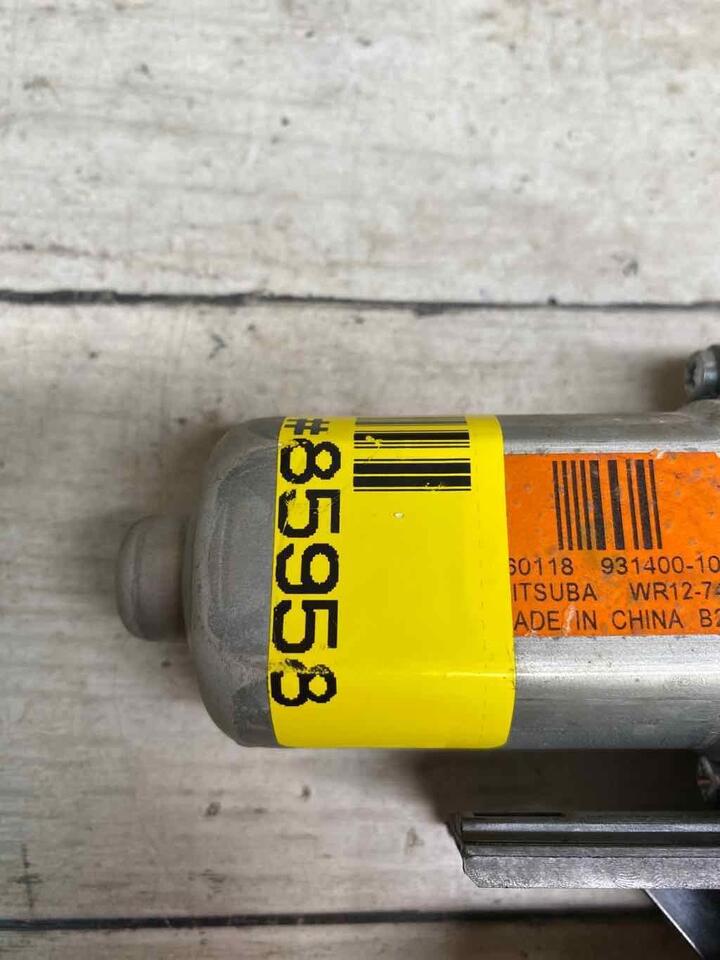 #85958
60118 931400-10
ITSUBA WR12-74
ADE IN CHINA B2